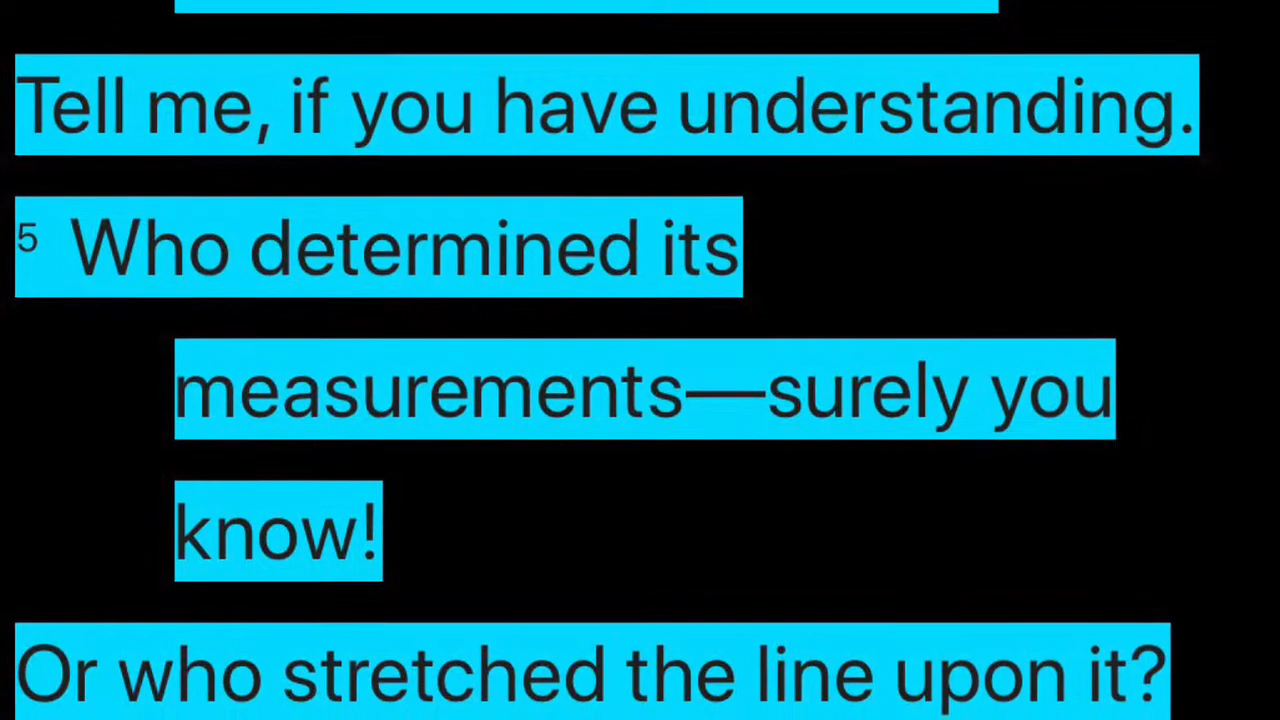 Tell me, if you have understanding.
5 Who determined its
measurements—surely you
know!
Or who stretched the line upon it?